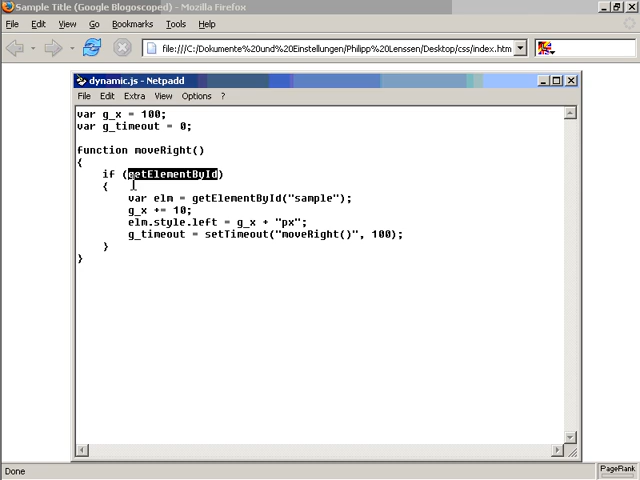 Sample Title (Google Blogoscoped) - Mozilla Firefox
File Edit View Go Bookmarks Tools Help
file:///C:/Dokumente%20und%20Einstellungen/Philipp%20Lenssen/Desktop/css/index.htm
dynamic.js - Netpadd
File Edit Extra View Options ?
var g_x = 100;
var g_timeout = 0;
function moveRight()
{
if (getElementById)
{
var elm = getElementById("sample");
g_x += 10;
elm.style.left = g_x + "px";
g_timeout = setTimeout("moveRight()", 100);
}
}
Done
PageRank